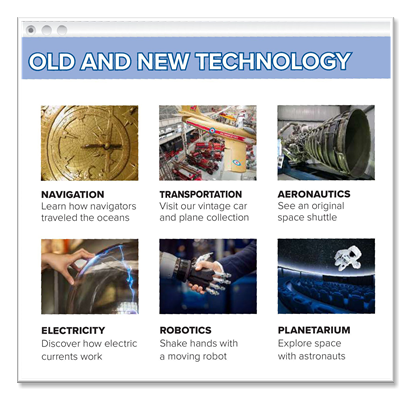 OLD AND NEW TECHNOLOGY
NAVIGATION
Learn how navigators
traveled the oceans
TRANSPORTATION
Visit our vintage car
and plane collection
AERONAUTICS
See an original
space shuttle
ELECTRICITY
Discover how electric
currents work
ROBOTICS
Shake hands with
a moving robot
PLANETARIUM
Explore space
with astronauts